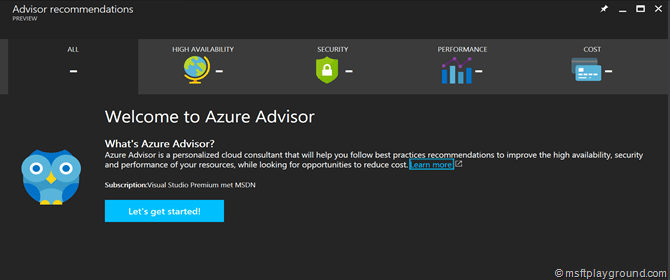 Advisor recommendations
PREVIEW
ALL
HIGH AVAILABILITY
SECURITY
PERFORMANCE
COST
Welcome to Azure Advisor
What's Azure Advisor?
Azure Advisor is a personalized cloud consultant that will help you follow best practices recommendations to improve the high availability, security
and performance of your resources, while looking for opportunities to reduce cost. Learn more
Subscription:Visual Studio Premium met MSDN
Let's get started!
© msftplayground.com